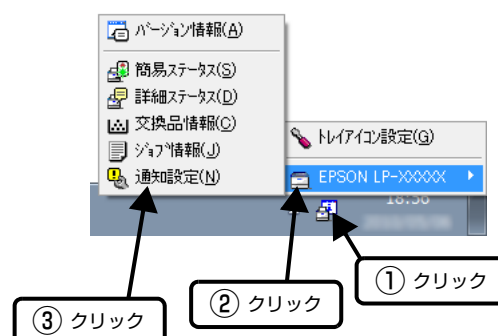 ﾊﾞｰｼﾞｮﾝ情報(A)
簡易ｽﾃｰﾀｽ(S)
詳細ｽﾃｰﾀｽ(D)
交換品情報(C)
ｼﾞｮﾌﾞ情報(J)
通知設定(N)
ﾄﾚｲｱｲｺﾝ設定(G)
EPSON LP-XXXXX
18:56
① クリック
② クリック
③ クリック